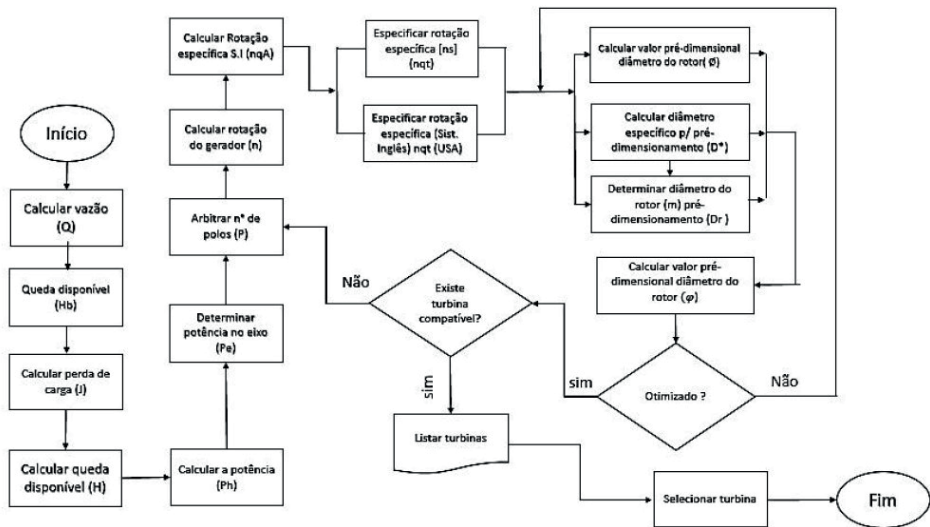 Início
Calcular vazão
(Q)
Queda disponível
(Hb)
Calcular perda de
carga (J)
Calcular queda
disponível (H)
Calcular a potência
(Ph)
Determinar
potência no eixo
(Pe)
Arbitrar n° de
polos (P)
Calcular rotação
do gerador (n)
Calcular Rotação
específica S.I (nqA)
Especificar rotação
específica [ns]
(nqt)
Especificar rotação
específica (Sist.
Inglês) nqt (USA)
Calcular valor pré-dimensional
diâmetro do rotor( Ø)
Calcular diâmetro
específico p/ pré-
dimensionamento (D*)
Determinar diâmetro do
rotor (m) pré-
dimensionamento (Dr )
Calcular valor pré-
dimensional diâmetro do
rotor (φ)
Otimizado ?
Não
sim
Existe
turbina
compatível?
Não
sim
Listar turbinas
Selecionar turbina
Fim